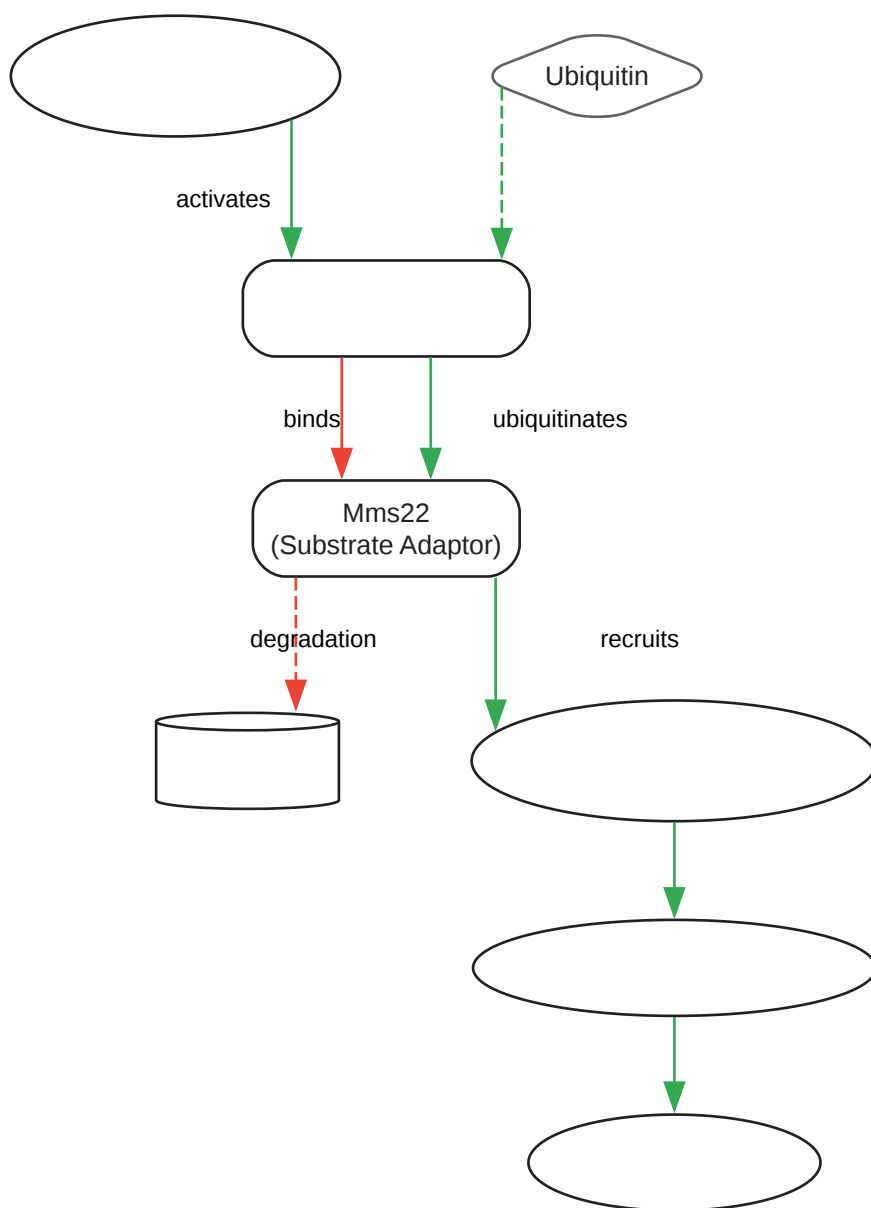 Ubiquitin
activates
binds
ubiquitinates
Mms22
(Substrate Adaptor)
degradation
recruits